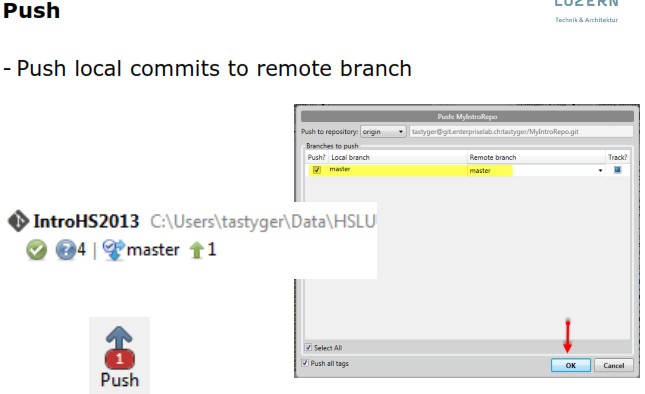 Push
LUZERN
Technik & Architektur
- Push local commits to remote branch
Push: MyIntroRepo
Push to repository: origin tastyger@git.enterpriselab.ch:tastyger/MyIntroRepo.git
Branches to push
Push? Local branch Remote branch Track?
master master
IntroHS2013 C:\Users\tastyger\Data\HSLU
4 | master 1
Select All
1
Push
Push all tags
OK Cancel